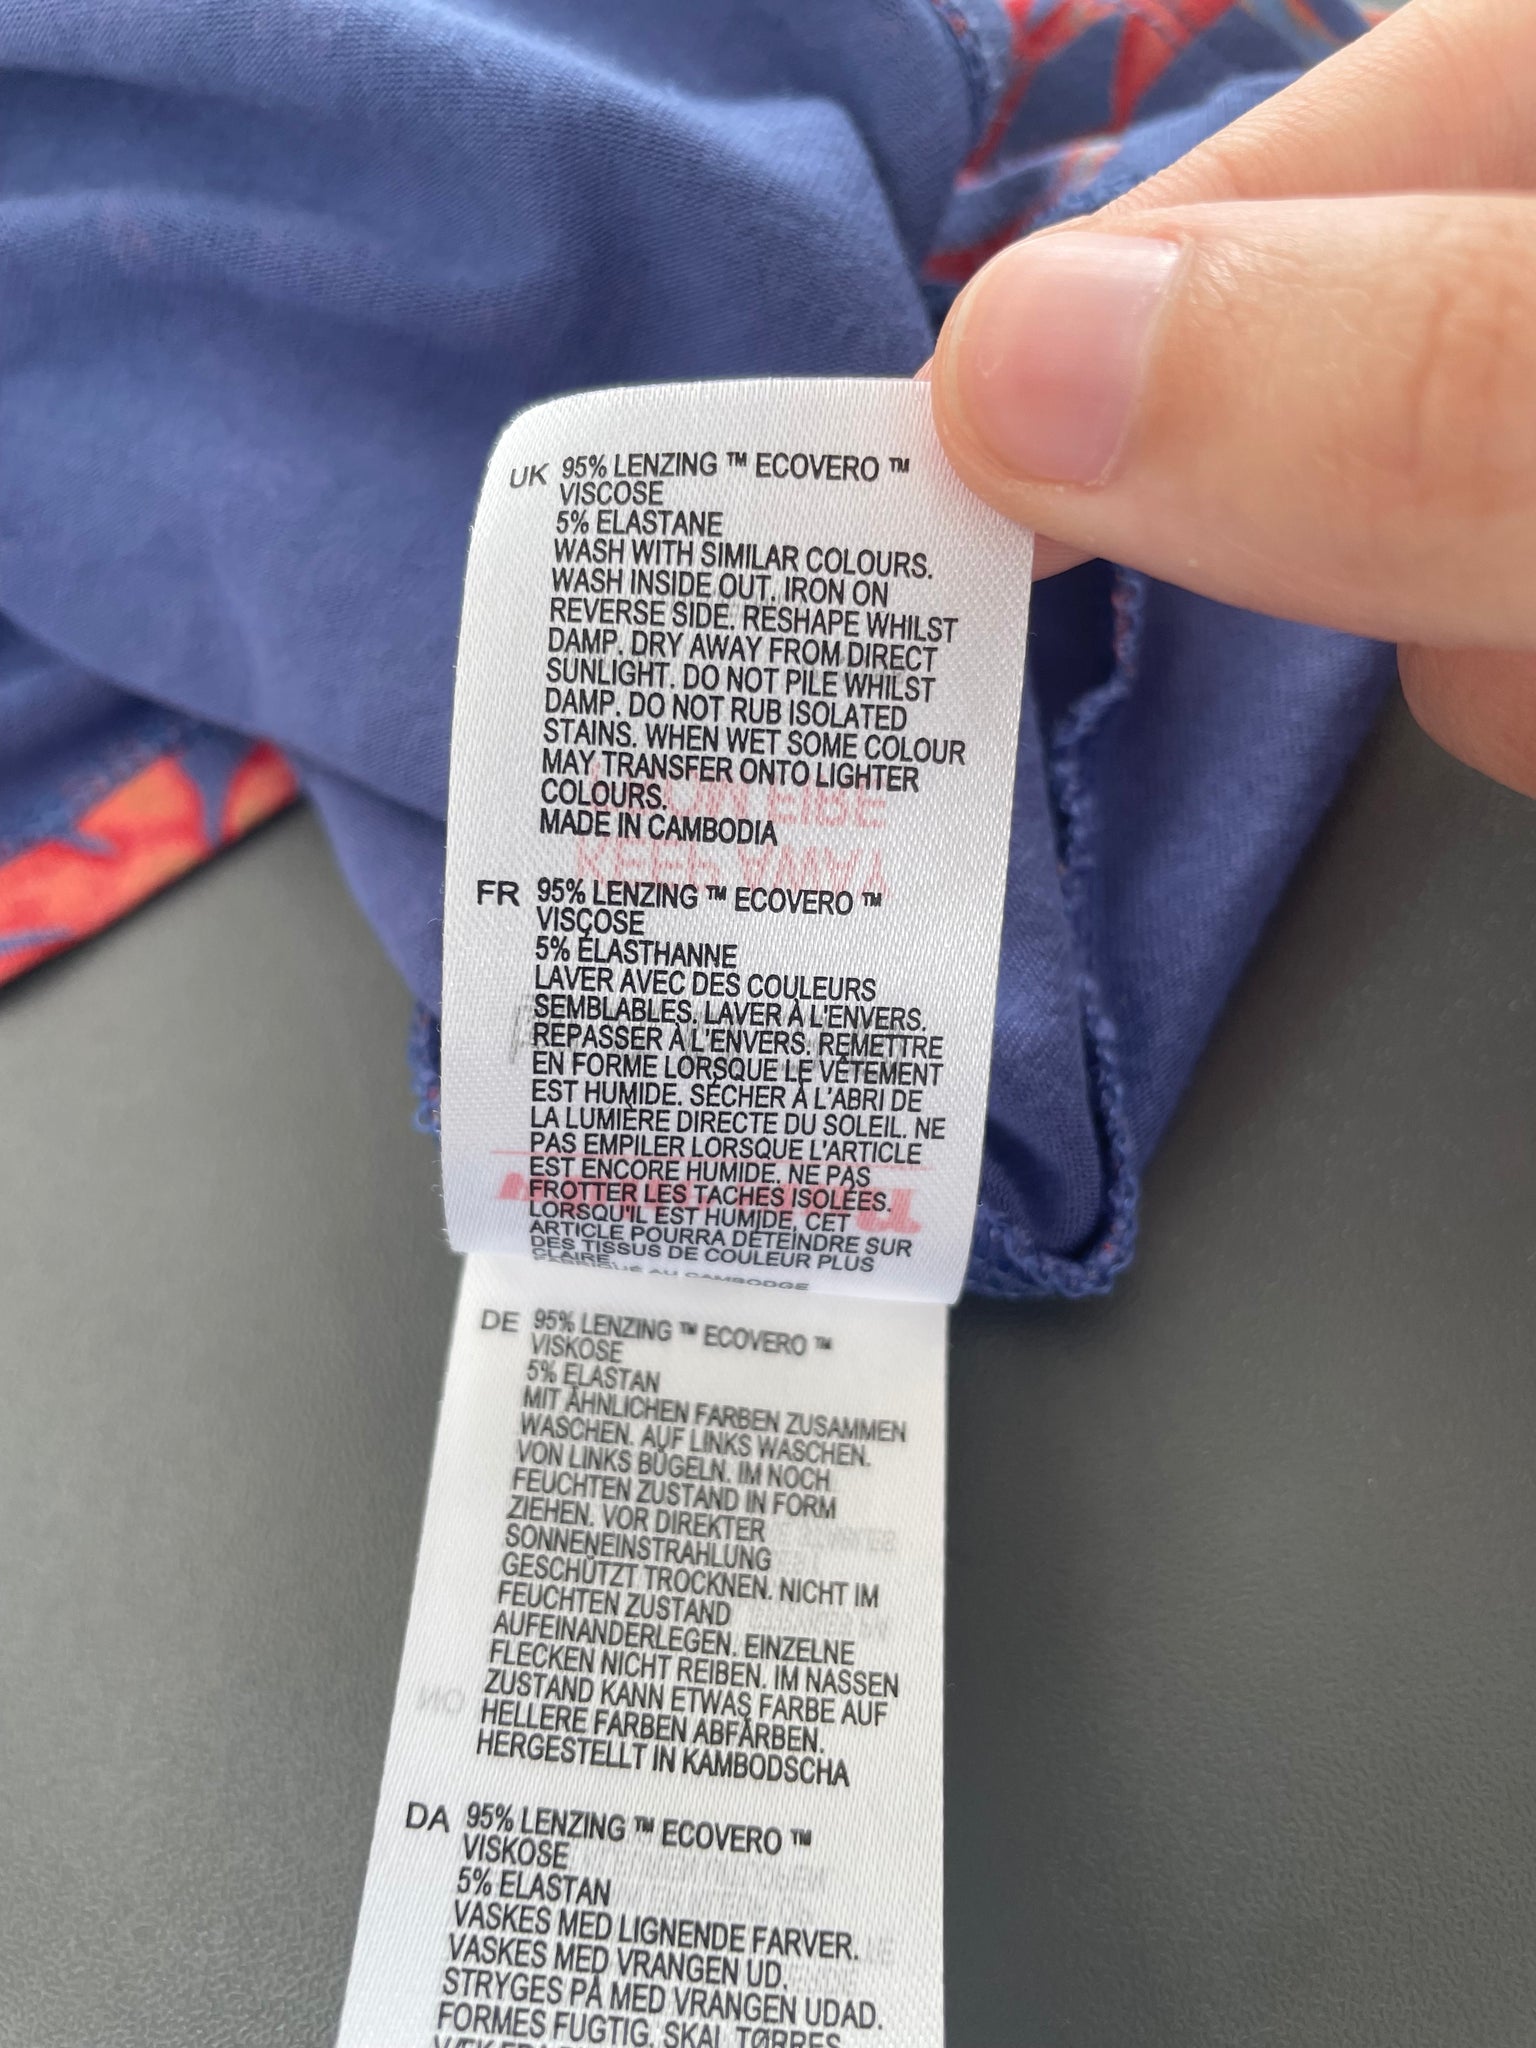 UK 95% LENZING ™ ECOVERO ™
VISCOSE
5% ELASTANE
WASH WITH SIMILAR COLOURS.
WASH INSIDE OUT. IRON ON
REVERSE SIDE. RESHAPE WHILST
DAMP. DRY AWAY FROM DIRECT
SUNLIGHT. DO NOT PILE WHILST
DAMP. DO NOT RUB ISOLATED
STAINS. WHEN WET SOME COLOUR
MAY TRANSFER ONTO LIGHTER
COLOURS.
MADE IN CAMBODIA
FR 95% LENZING ™ ECOVERO ™
VISCOSE
5% ÉLASTHANNE
LAVER AVEC DES COULEURS
SEMBLABLES. LAVER À L'ENVERS.
REPASSER À L'ENVERS. REMETTRE
EN FORME LORSQUE LE VÊTEMENT
EST HUMIDE. SÉCHER À L'ABRI DE
LA LUMIÈRE DIRECTE DU SOLEIL. NE
PAS EMPILER LORSQUE L'ARTICLE
EST ENCORE HUMIDE. NE PAS
FROTTER LES TACHES ISOLÉES.
LORSQU'IL EST HUMIDE, CET
ARTICLE POURRA DÉTEINDRE SUR
DES TISSUS DE COULEUR PLUS
CLAIRE.
FABRIQUÉ AU CAMBODGE
DE 95% LENZING ™ ECOVERO ™
VISKOSE
5% ELASTAN
MIT ÄHNLICHEN FARBEN ZUSAMMEN
WASCHEN. AUF LINKS WASCHEN.
VON LINKS BÜGELN. IM NOCH
FEUCHTEN ZUSTAND IN FORM
ZIEHEN. VOR DIREKTER
SONNENEINSTRAHLUNG
GESCHÜTZT TROCKNEN. NICHT IM
FEUCHTEN ZUSTAND
AUFEINANDERLEGEN. EINZELNE
FLECKEN NICHT REIBEN. IM NASSEN
ZUSTAND KANN ETWAS FARBE AUF
HELLERE FARBEN ABFÄRBEN.
HERGESTELLT IN KAMBODSCHA
DA 95% LENZING ™ ECOVERO ™
VISKOSE
5% ELASTAN
VASKES MED LIGNENDE FARVER.
VASKES MED VRANGEN UD.
STRYGES PÅ MED VRANGEN UDAD.
FORMES FUGTIG. SKAL TØRRES